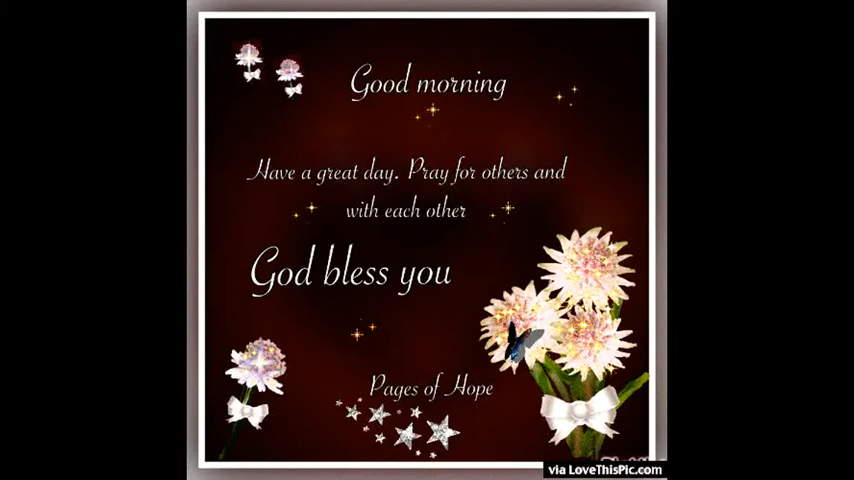 Good morning
Have a great day. Pray for others and
with each other
God bless you
Pages of Hope
via LoveThisPic.com